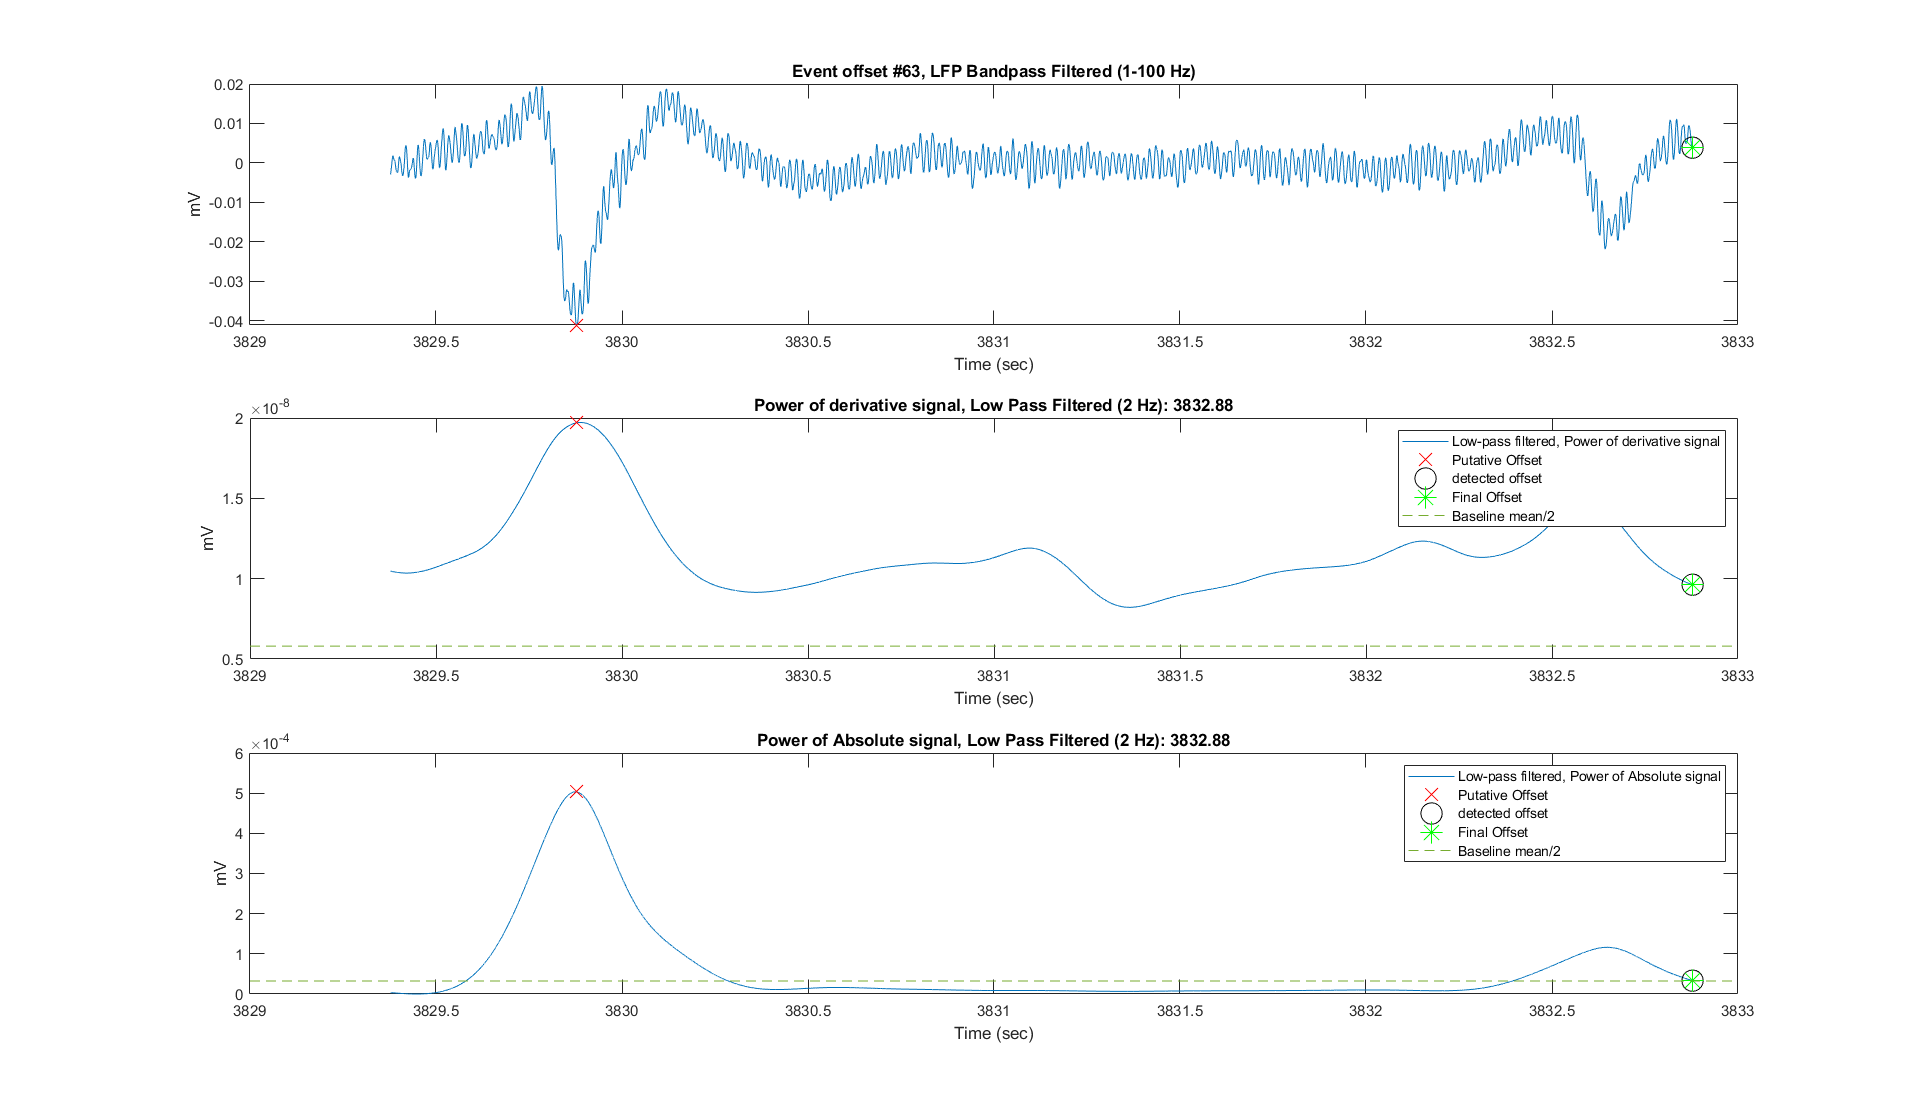 Event offset #63, LFP Bandpass Filtered (1-100 Hz)
0.02
0.01
0
-0.01
-0.02
-0.03
-0.04
mV
3829 3829.5 3830 3830.5 3831 3831.5 3832 3832.5 3833
Time (sec)
Power of derivative signal, Low Pass Filtered (2 Hz): 3832.88
×10-8
2
1.5
1
0.5
mV
Low-pass filtered, Power of derivative signal
Putative Offset
detected offset
Final Offset
Baseline mean/2
3829 3829.5 3830 3830.5 3831 3831.5 3832 3832.5 3833
Time (sec)
Power of Absolute signal, Low Pass Filtered (2 Hz): 3832.88
×10-4
6
5
4
3
2
1
0
mV
Low-pass filtered, Power of Absolute signal
Putative Offset
detected offset
Final Offset
Baseline mean/2
3829 3829.5 3830 3830.5 3831 3831.5 3832 3832.5 3833
Time (sec)